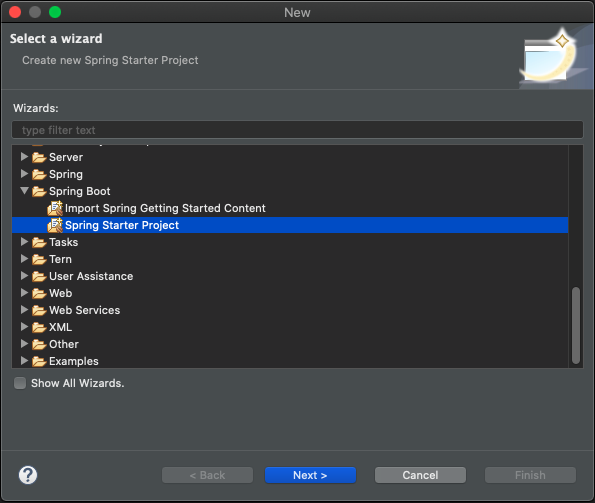 New
Select a wizard
Create new Spring Starter Project
Wizards:
type filter text
Server
Spring
Spring Boot
Import Spring Getting Started Content
Spring Starter Project
Tasks
Tern
User Assistance
Web
Web Services
XML
Other
Examples
Show All Wizards.
?
< Back
Next >
Cancel
Finish